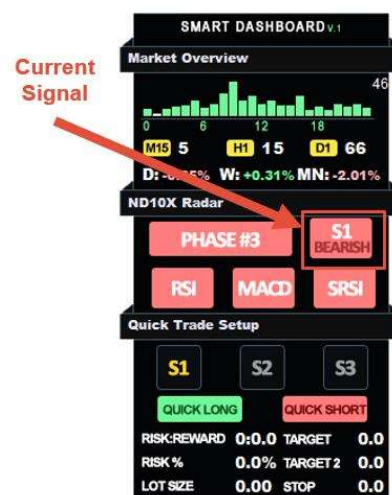 SMART DASHBOARD V.1
Market Overview
Current
Signal
46
0 6 12 18
M15 5 H1 15 D1 66
D: W: +0.31% MN: -2.01%
ND10X Radar
PHASE #3 S1
BEARISH
RSI MACD SRSI
Quick Trade Setup
S1 S2 S3
QUICK LONG QUICK SHORT
RISK:REWARD 0:0.0 TARGET 0.0
RISK % 0.0% TARGET 2 0.0
LOT SIZE 0.00 STOP 0.0